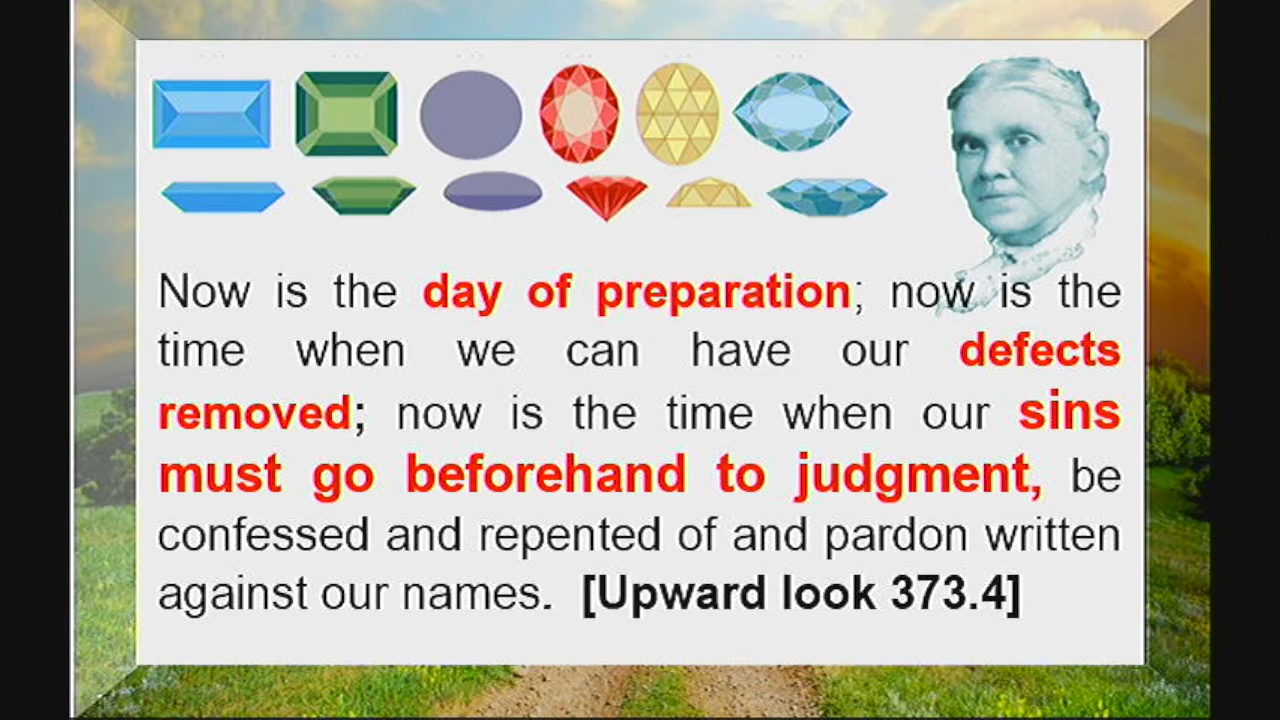 Now is the day of preparation; now is the
time when we can have our defects
removed; now is the time when our sins
must go beforehand to judgment, be
confessed and repented of and pardon written
against our names. [Upward look 373.4]